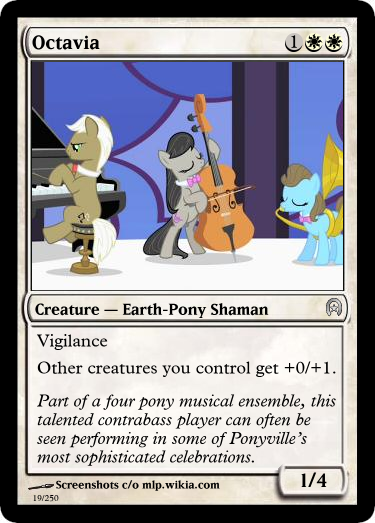 Octavia 1
Creature — Earth-Pony Shaman
Vigilance
Other creatures you control get +0/+1.
Part of a four pony musical ensemble, this
talented contrabass player can often be
seen performing in some of Ponyville's
most sophisticated celebrations.
Screenshots c/o mlp.wikia.com
1/4
19/250